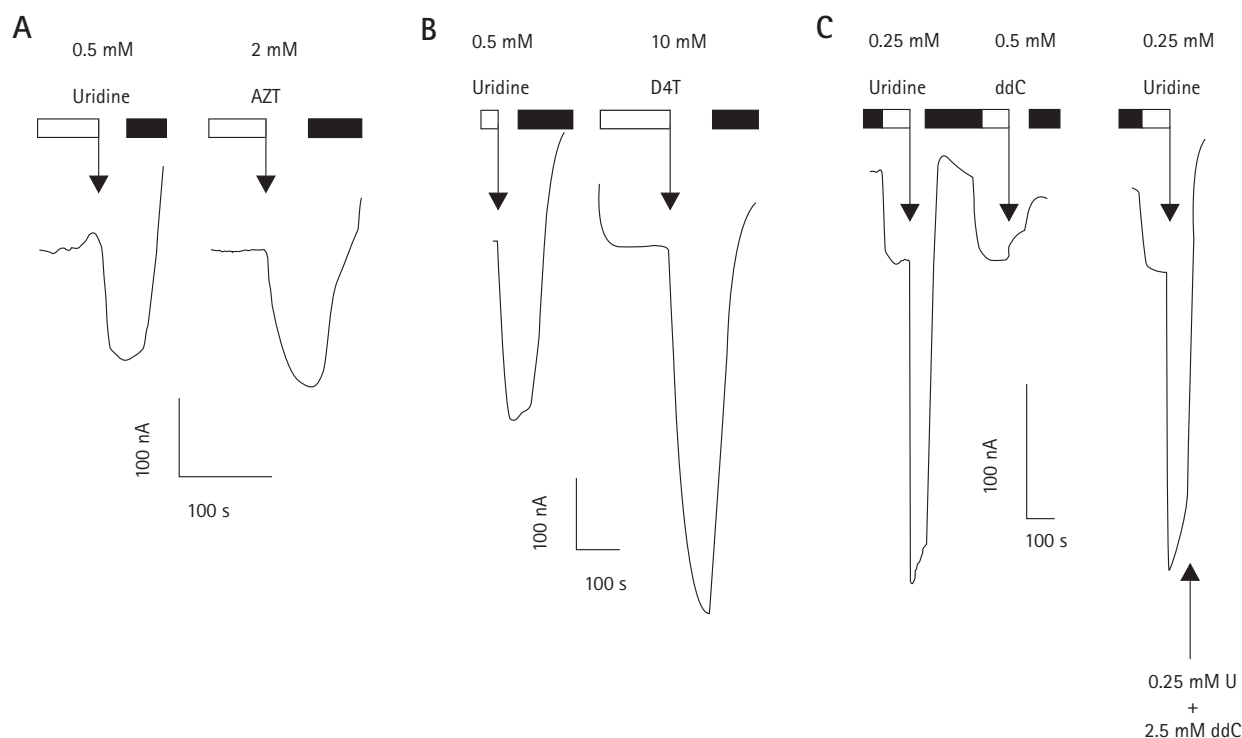 A
0.5 mM
2 mM
Uridine
AZT
100 nA
100 s
B
0.5 mM
10 mM
Uridine
D4T
100 nA
100 s
C
0.25 mM
0.5 mM
0.25 mM
Uridine
ddC
Uridine
100 nA
100 s
0.25 mM U
+
2.5 mM ddC